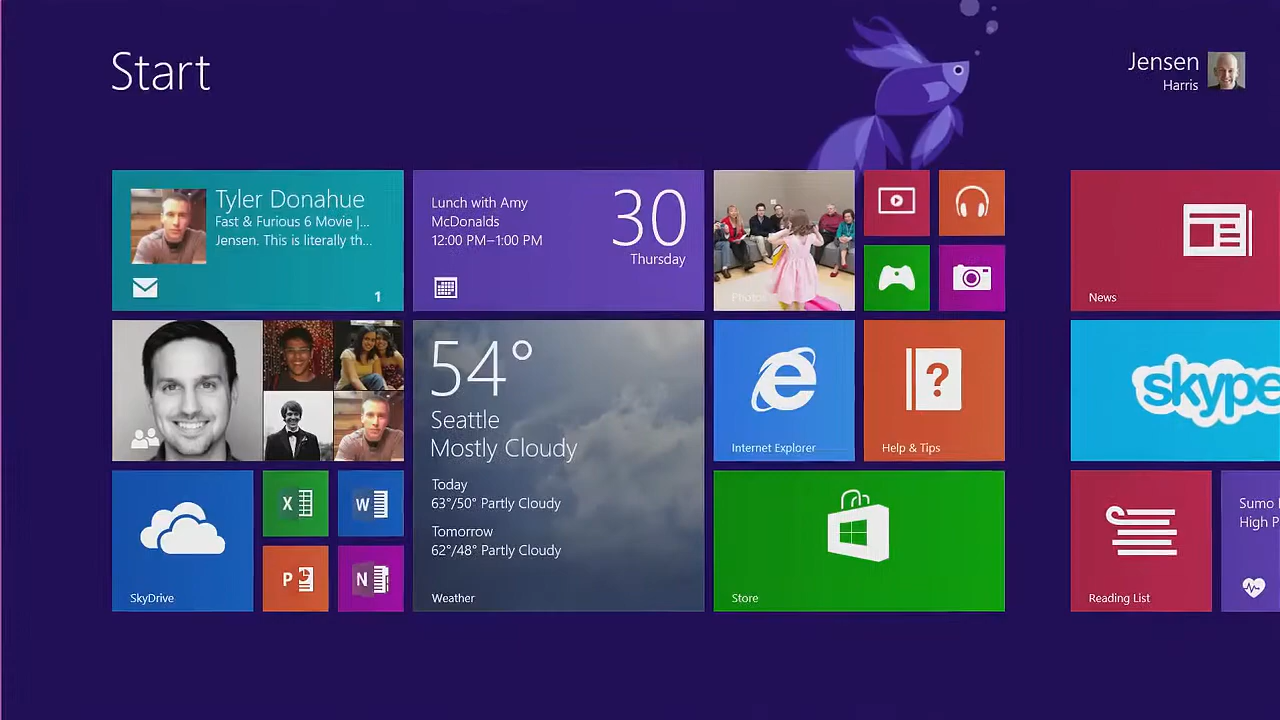 Start
Jensen
Harris
Tyler Donahue
Fast & Furious 6 Movie |...
Jensen. This is literally th...
1
Lunch with Amy
McDonalds
12:00 PM–1:00 PM
30
Thursday
Photos
News
54°
Seattle
Mostly Cloudy
Today
63°/50° Partly Cloudy
Tomorrow
62°/48° Partly Cloudy
Weather
Internet Explorer
Help & Tips
skype
SkyDrive
X
W
P
N
Store
Reading List
Sumo
High P